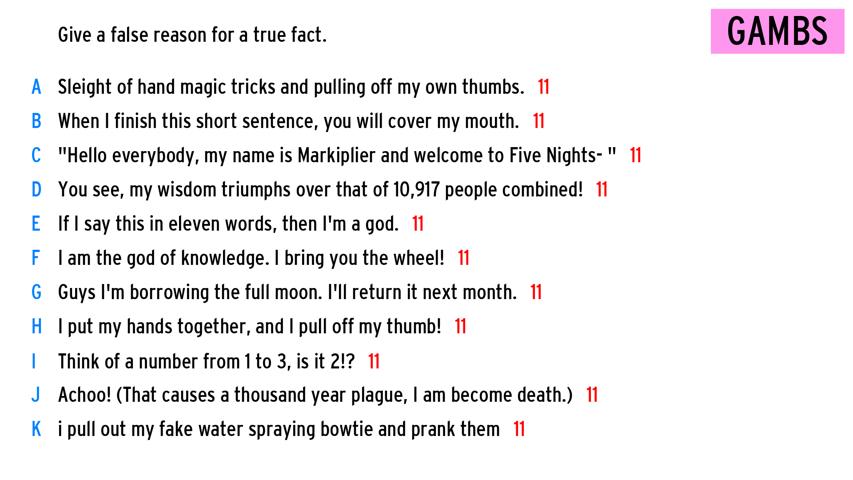 Give a false reason for a true fact.
GAMBS
A Sleight of hand magic tricks and pulling off my own thumbs. 11
B When I finish this short sentence, you will cover my mouth. 11
C "Hello everybody, my name is Markiplier and welcome to Five Nights- " 11
D You see, my wisdom triumphs over that of 10,917 people combined! 11
E If I say this in eleven words, then I'm a god. 11
F I am the god of knowledge. I bring you the wheel! 11
G Guys I'm borrowing the full moon. I'll return it next month. 11
H I put my hands together, and I pull off my thumb! 11
I Think of a number from 1 to 3, is it 2!? 11
J Achoo! (That causes a thousand year plague, I am become death.) 11
K i pull out my fake water spraying bowtie and prank them 11